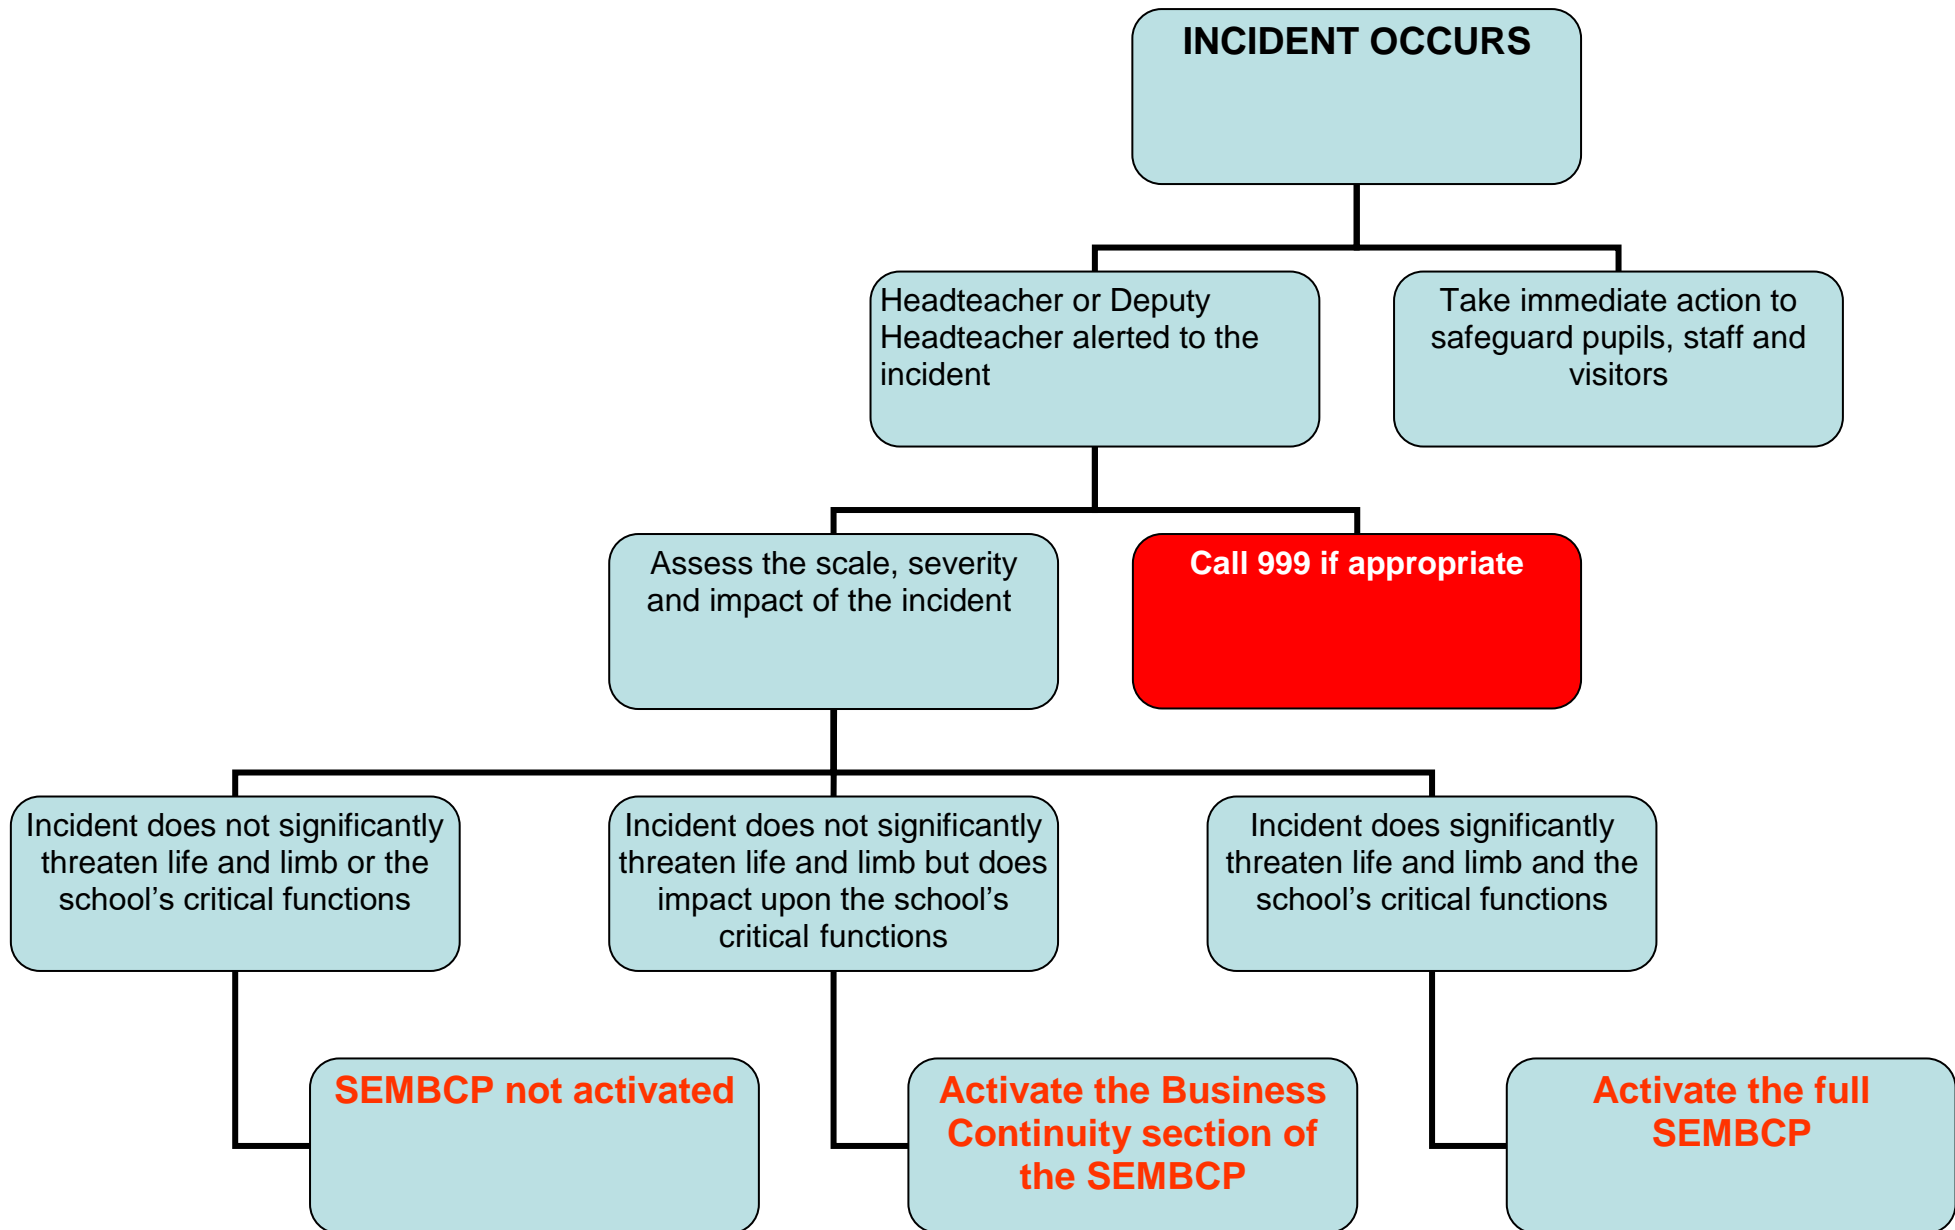 INCIDENT OCCURS
Headteacher or Deputy
Headteacher alerted to the
incident
Take immediate action to
safeguard pupils, staff and
visitors
Assess the scale, severity
and impact of the incident
Call 999 if appropriate
Incident does not significantly
threaten life and limb or the
school’s critical functions
Incident does not significantly
threaten life and limb but does
impact upon the school’s
critical functions
Incident does significantly
threaten life and limb and the
school’s critical functions
SEMBCP not activated
Activate the Business
Continuity section of
the SEMBCP
Activate the full
SEMBCP